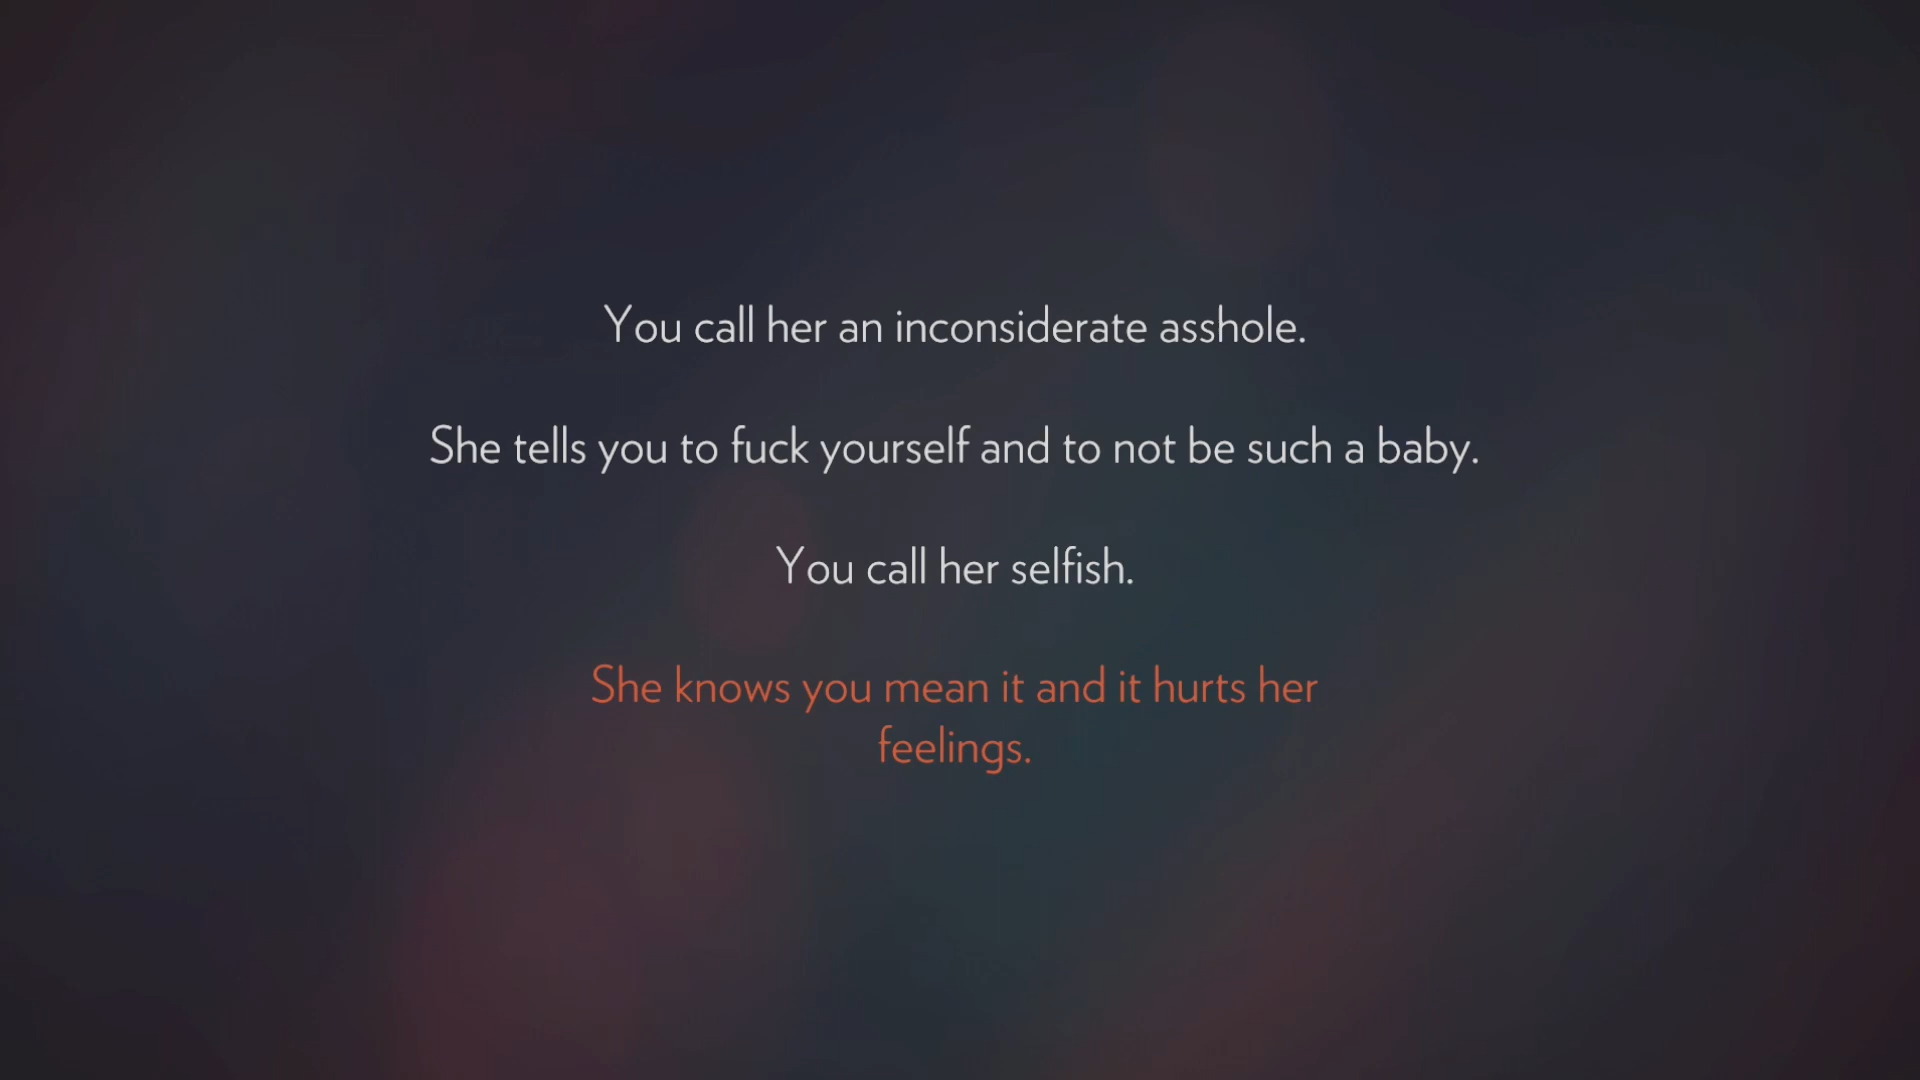 You call her an inconsiderate asshole.
She tells you to fuck yourself and to not be such a baby.
You call her selfish.
She knows you mean it and it hurts her
feelings.